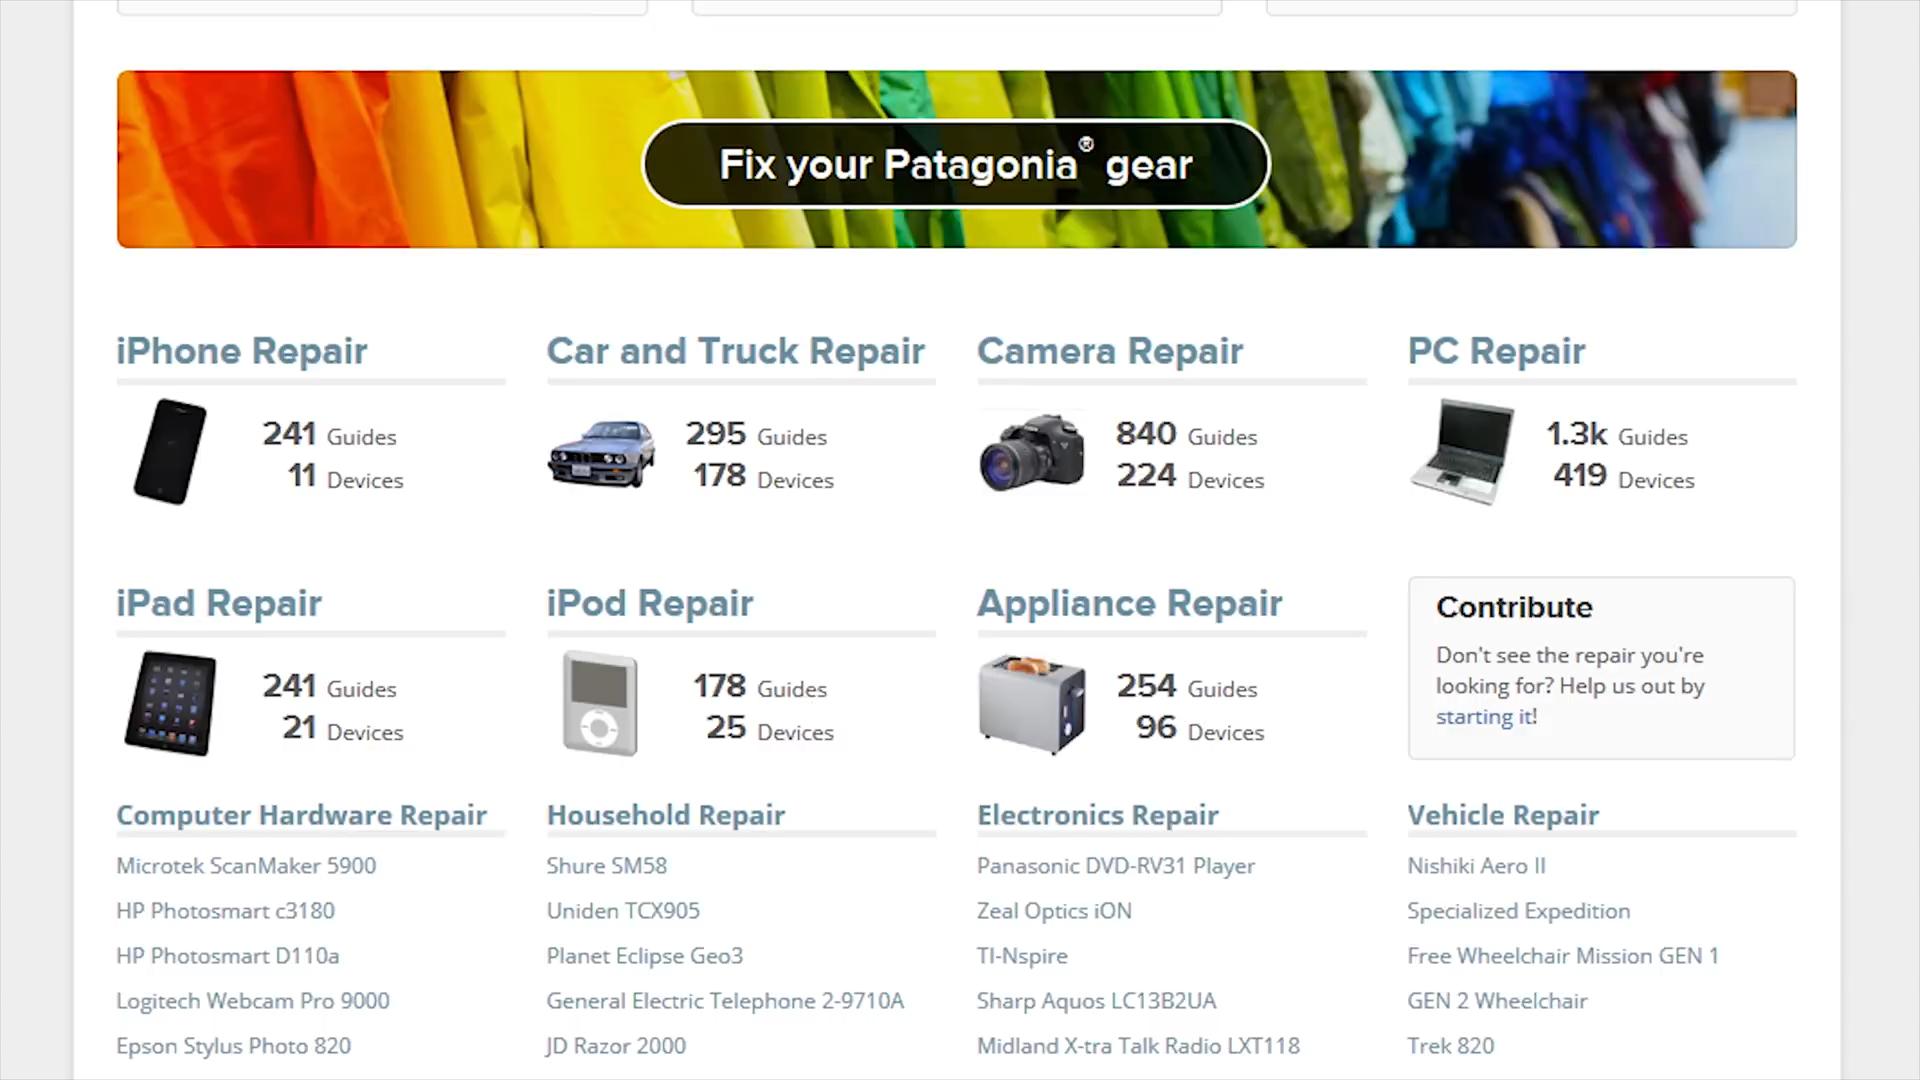 Fix your Patagonia® gear
iPhone Repair
241 Guides
11 Devices
Car and Truck Repair
295 Guides
178 Devices
Camera Repair
840 Guides
224 Devices
PC Repair
1.3k Guides
419 Devices
iPad Repair
241 Guides
21 Devices
iPod Repair
178 Guides
25 Devices
Appliance Repair
254 Guides
96 Devices
Contribute
Don't see the repair you're
looking for? Help us out by
starting it!
Computer Hardware Repair
Microtek ScanMaker 5900
HP Photosmart c3180
HP Photosmart D110a
Logitech Webcam Pro 9000
Epson Stylus Photo 820
Household Repair
Shure SM58
Uniden TCX905
Planet Eclipse Geo3
General Electric Telephone 2-9710A
JD Razor 2000
Electronics Repair
Panasonic DVD-RV31 Player
Zeal Optics iON
TI-Nspire
Sharp Aquos LC13B2UA
Midland X-tra Talk Radio LXT118
Vehicle Repair
Nishiki Aero II
Specialized Expedition
Free Wheelchair Mission GEN 1
GEN 2 Wheelchair
Trek 820